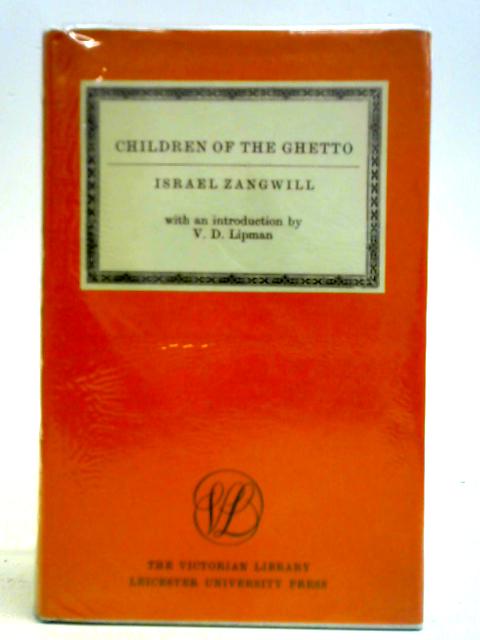 CHILDREN OF THE GHETTO
ISRAEL ZANGWILL
with an introduction by
V. D. Lipman
VL
THE VICTORIAN LIBRARY
LEICESTER UNIVERSITY PRESS